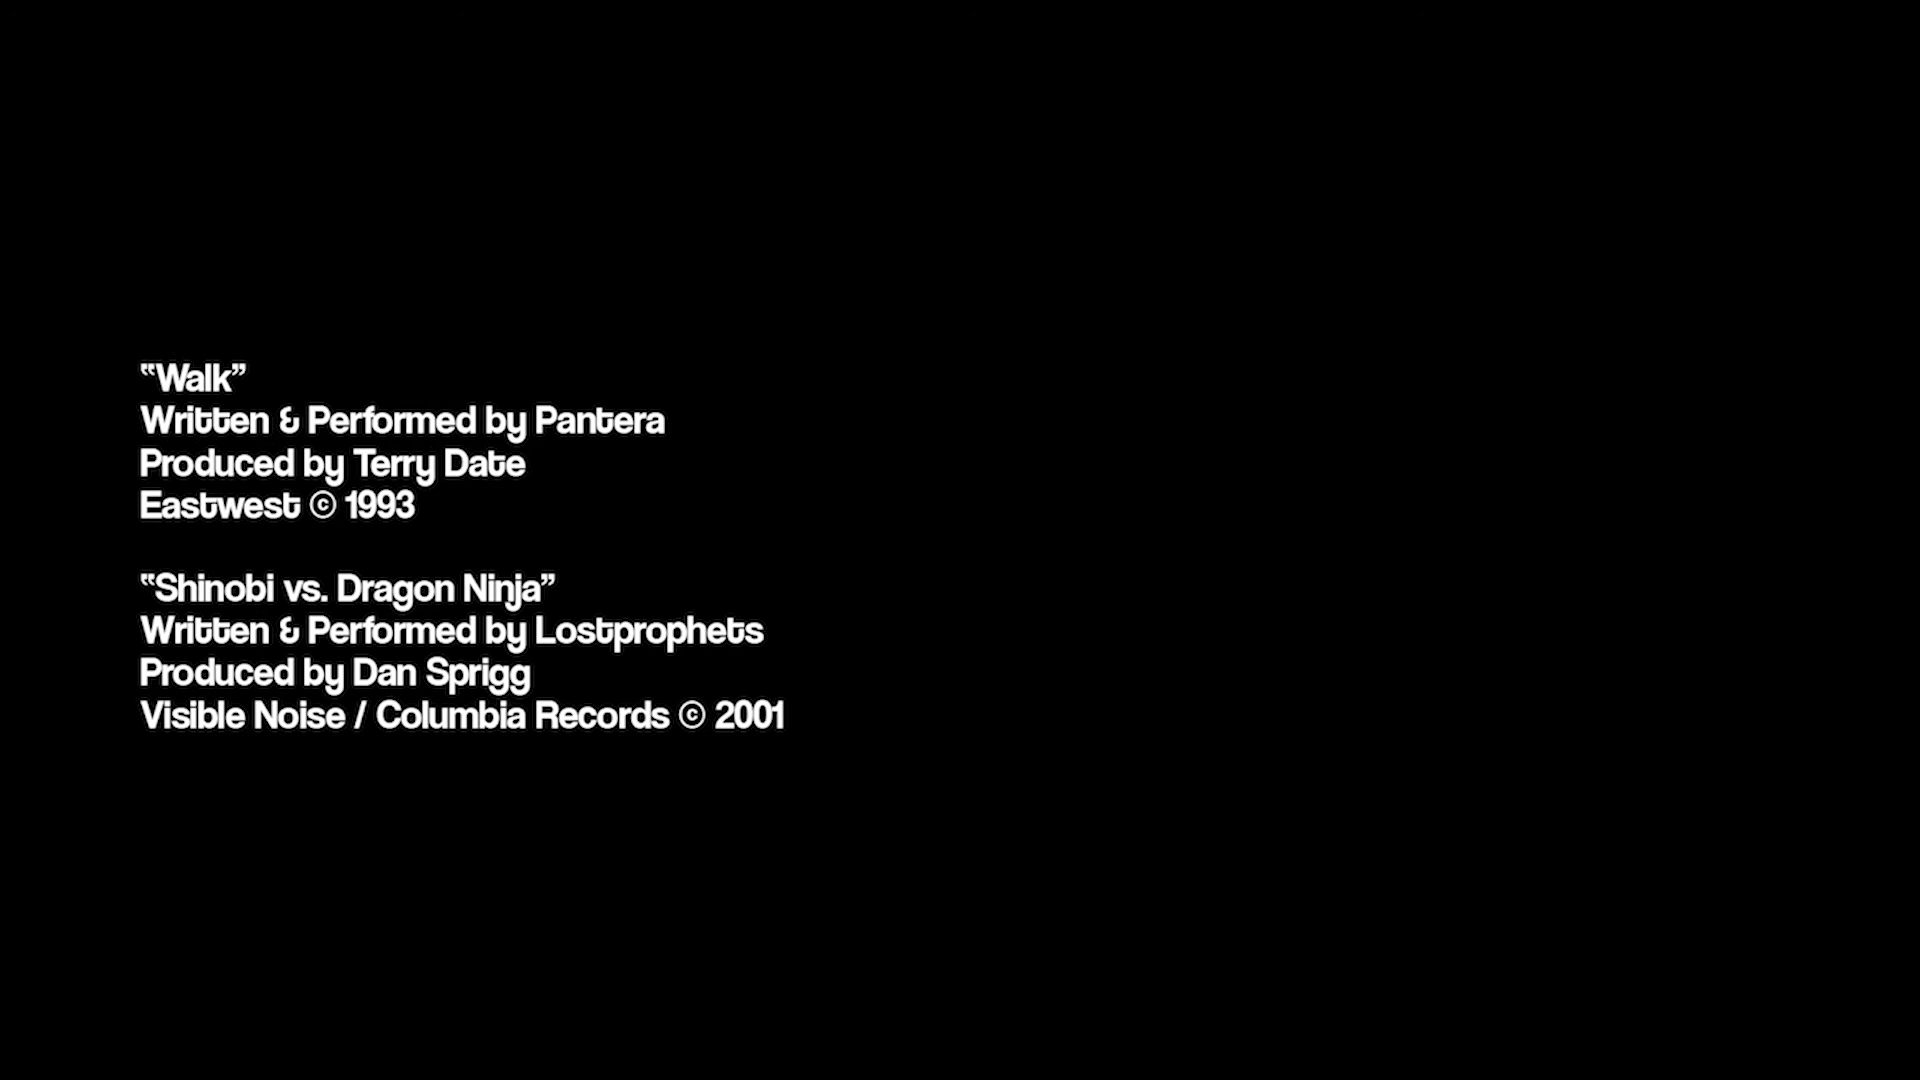 “Walk”
Written & Performed by Pantera
Produced by Terry Date
Eastwest © 1993
“Shinobi vs. Dragon Ninja”
Written & Performed by Lostprophets
Produced by Dan Sprigg
Visible Noise / Columbia Records © 2001